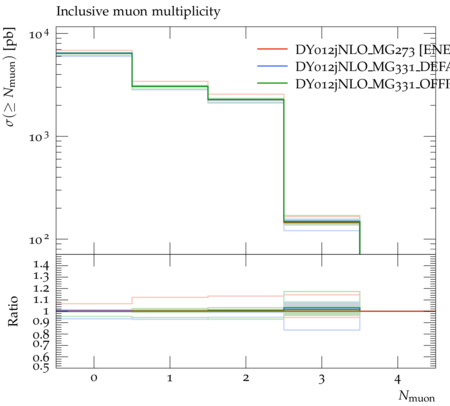 Inclusive muon multiplicity
σ(≥ Nmuon) [pb]
10^4
DY012jNLO_MG273 [ENE
DY012jNLO_MG331_DEFA
DY012jNLO_MG331_OFFI
10^3
10^2
Ratio
1.4
1.3
1.2
1.1
1
0.9
0.8
0.7
0.6
0.5
0 1 2 3 4
Nmuon